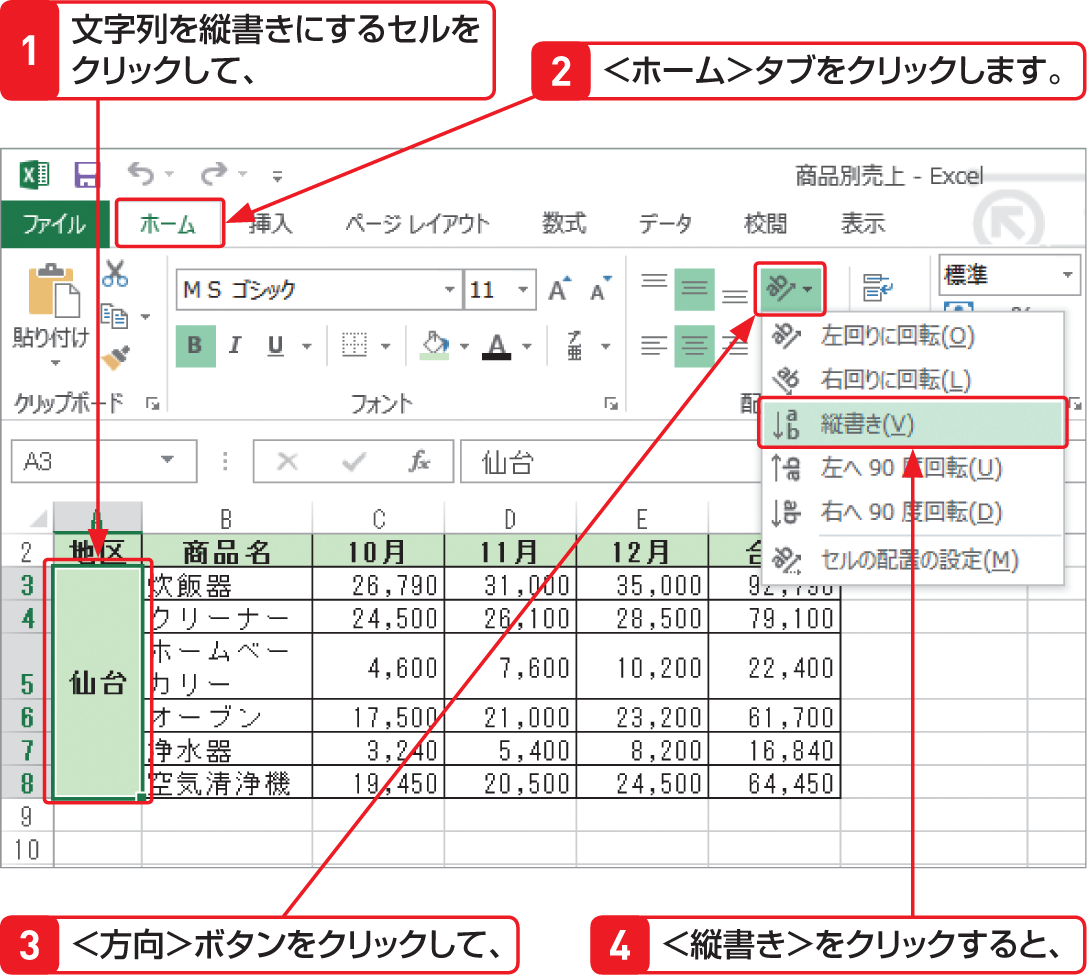 1
文字列を縦書きにするセルを
クリックして、
2
<ホーム>タブをクリックします。
商品別売上 - Excel
ファイル ホーム 挿入 ページ レイアウト 数式 データ 校閲 表示
貼り付け
MS ゴシック 11 A A
標準
B I U A 亜
クリップボード フォント 配
左回りに回転(O)
右回りに回転(L)
縦書き(V)
左へ 90 度回転(U)
右へ 90 度回転(D)
セルの配置の設定(M)
A3 fx 仙台
A B C D E
2 地区 商品名 10月 11月 12月 合
3 炊飯器 26,790 31,000 35,000 92,790
4 クリーナー 24,500 26,100 28,500 79,100
5 仙台 ホームベーカリー 4,600 7,600 10,200 22,400
6 オーブン 17,500 21,000 23,200 61,700
7 浄水器 3,240 5,400 8,200 16,840
8 空気清浄機 19,450 20,500 24,500 64,450
9
10
3
<方向>ボタンをクリックして、
4
<縦書き>をクリックすると、